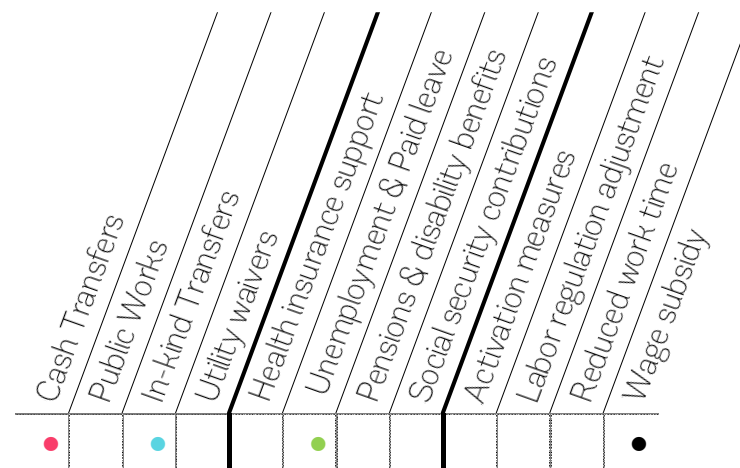 Cash Transfers
Public Works
In-kind Transfers
Utility waivers
Health insurance support
Unemployment & Paid leave
Pensions & disability benefits
Social security contributions
Activation measures
Labor regulation adjustment
Reduced work time
Wage subsidy